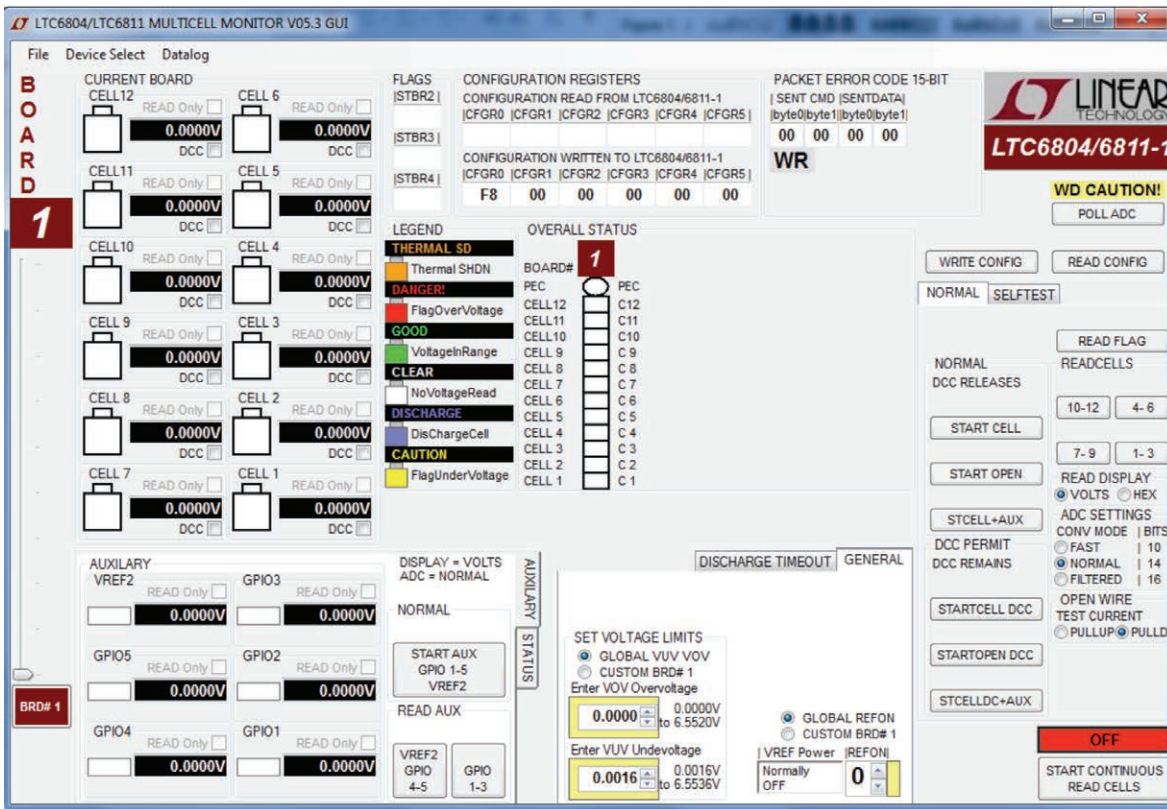 LTC6804/LTC6811 MULTICELL MONITOR V05.3 GUI
File Device Select Datalog
BOARD
1
BRD# 1
CURRENT BOARD
CELL12 READ Only
0.0000V
DCC
CELL 6 READ Only
0.0000V
DCC
CELL11 READ Only
0.0000V
DCC
CELL 5 READ Only
0.0000V
DCC
CELL10 READ Only
0.0000V
DCC
CELL 4 READ Only
0.0000V
DCC
CELL 9 READ Only
0.0000V
DCC
CELL 3 READ Only
0.0000V
DCC
CELL 8 READ Only
0.0000V
DCC
CELL 2 READ Only
0.0000V
DCC
CELL 7 READ Only
0.0000V
DCC
CELL 1 READ Only
0.0000V
DCC
FLAGS
|STBR2 |
|STBR3 |
|STBR4 |
CONFIGURATION REGISTERS
CONFIGURATION READ FROM LTC6804/6811-1
|CFGR0 |CFGR1 |CFGR2 |CFGR3 |CFGR4 |CFGR5 |
CONFIGURATION WRITTEN TO LTC6804/6811-1
|CFGR0 |CFGR1 |CFGR2 |CFGR3 |CFGR4 |CFGR5 |
F8 00 00 00 00 00
PACKET ERROR CODE 15-BIT
| SENT CMD |SENTDATA|
|byte0|byte1||byte0|byte1|
00 00 00 00
WR
LINEAR
TECHNOLOGY
LTC6804/6811-1
WD CAUTION!
POLL ADC
WRITE CONFIG READ CONFIG
LEGEND
THERMAL SD
Thermal SHDN
DANGER!
FlagOverVoltage
GOOD
VoltageInRange
CLEAR
NoVoltageRead
DISCHARGE
DisChargeCell
CAUTION
FlagUnderVoltage
OVERALL STATUS
BOARD# 1
PEC PEC
CELL12 C12
CELL11 C11
CELL10 C10
CELL 9 C 9
CELL 8 C 8
CELL 7 C 7
CELL 6 C 6
CELL 5 C 5
CELL 4 C 4
CELL 3 C 3
CELL 2 C 2
CELL 1 C 1
NORMAL SELFTEST
NORMAL
DCC RELEASES
START CELL
START OPEN
STCELL+AUX
DCC PERMIT
DCC REMAINS
STARTCELL DCC
STARTOPEN DCC
STCELLDC+AUX
READ FLAG
READCELLS
10-12 4- 6
7- 9 1- 3
READ DISPLAY
VOLTS HEX
ADC SETTINGS
CONV MODE | BITS
FAST | 10
NORMAL | 14
FILTERED | 16
OPEN WIRE
TEST CURRENT
PULLUP PULLD
OFF
START CONTINUOUS
READ CELLS
AUXILARY
VREF2 READ Only
0.0000V
GPIO3 READ Only
0.0000V
GPIO5 READ Only
0.0000V
GPIO2 READ Only
0.0000V
GPIO4 READ Only
0.0000V
GPIO1 READ Only
0.0000V
DISPLAY = VOLTS
ADC = NORMAL
NORMAL
START AUX
GPIO 1-5
VREF2
READ AUX
VREF2
GPIO
4-5
GPIO
1-3
AUXILARY
STATUS
DISCHARGE TIMEOUT GENERAL
SET VOLTAGE LIMITS
GLOBAL VUV VOV
CUSTOM BRD# 1
Enter VOV Overvoltage
0.0000 0.0000V
to 6.5520V
Enter VUV Undevoltage
0.0016 0.0016V
to 6.5536V
GLOBAL REFON
CUSTOM BRD# 1
| VREF Power |REFON|
Normally
OFF
0